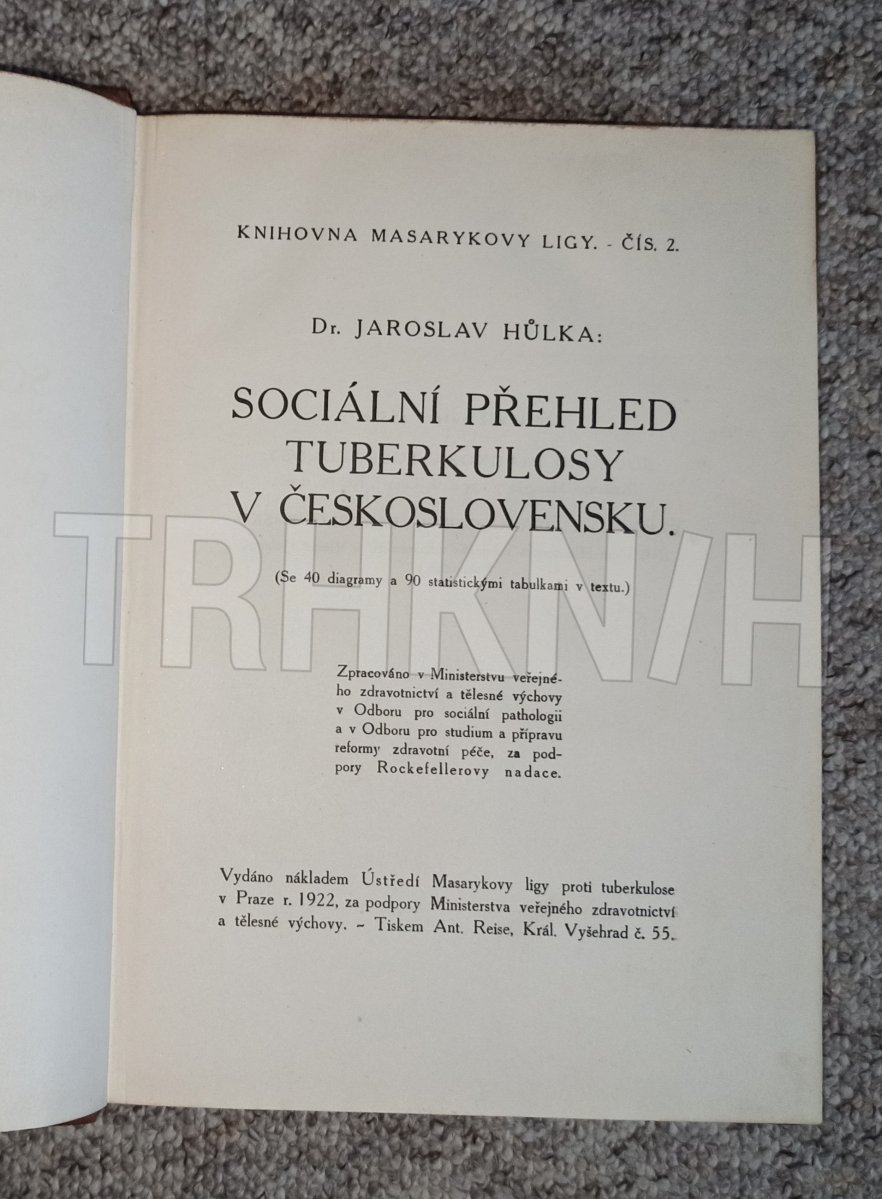 KNIHOVNA MASARYKOVY LIGY. - ČÍS. 2.
Dr. JAROSLAV HŮLKA:
SOCIÁLNÍ PŘEHLED
TUBERKULOSY
V ČESKOSLOVENSKU.
(Se 40 diagramy a 90 statistickými tabulkami v textu.)
TRHKNIH
Zpracováno v Ministerstvu veřejné-
ho zdravotnictví a tělesné výchovy
v Odboru pro sociální pathologii
a v Odboru pro studium a přípravu
reformy zdravotní péče, za pod-
pory Rockefellerovy nadace.
Vydáno nákladem Ústředí Masarykovy ligy proti tuberkulose
v Praze r. 1922, za podpory Ministerstva veřejného zdravotnictví
a tělesné výchovy. - Tiskem Ant. Reise, Král. Vyšehrad č. 55.